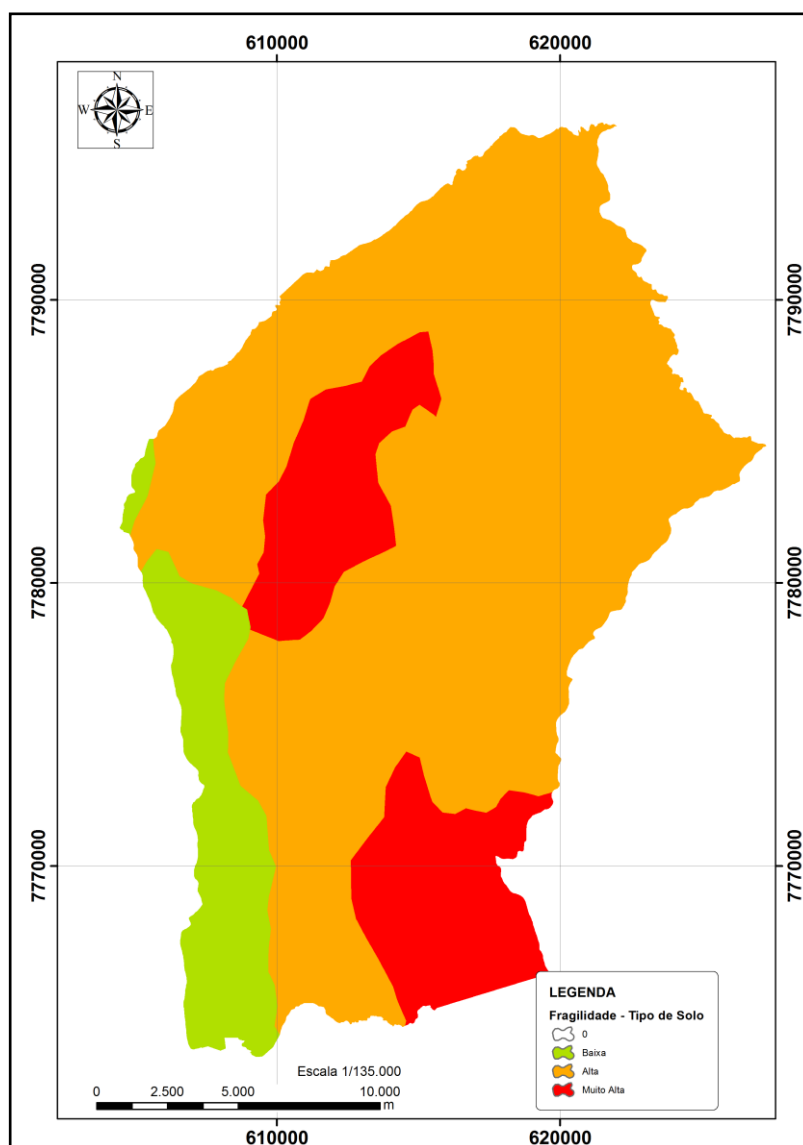 610000 620000
N
W E
S
7790000 7790000
7780000 7780000
7770000 7770000
LEGENDA
Fragilidade - Tipo de Solo
0
Baixa
Alta
Muito Alta
Escala 1/135.000
0 2.500 5.000 10.000
m
610000 620000